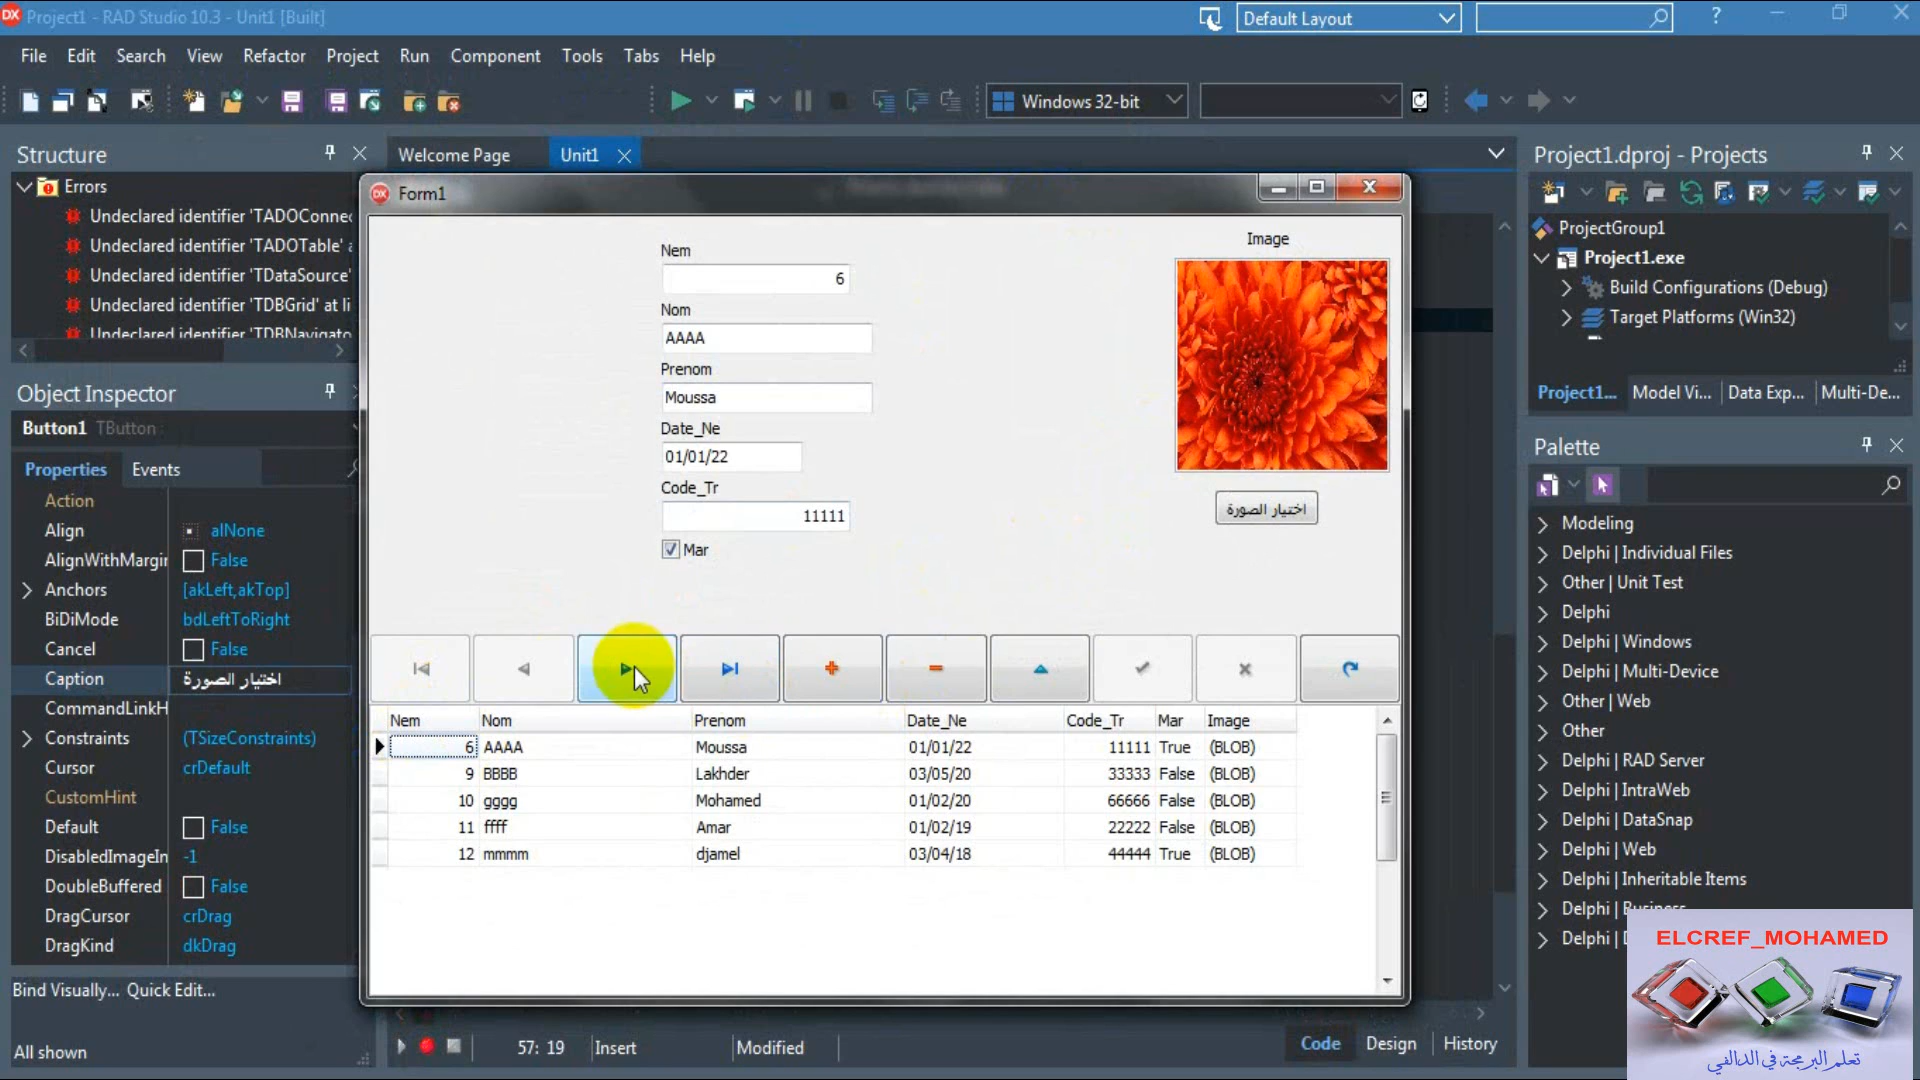 Project1 - RAD Studio 10.3 - Unit1 [Built]
Default Layout
?
File Edit Search View Refactor Project Run Component Tools Tabs Help
Windows 32-bit
Structure
Errors
Undeclared identifier 'TADOConnec
Undeclared identifier 'TADOTable' a
Undeclared identifier 'TDataSource'
Undeclared identifier 'TDBGrid' at li
Undeclared identifier 'TDBNavigato
Object Inspector
Button1 TButton
Properties Events
Action
Align alNone
AlignWithMargin False
Anchors [akLeft,akTop]
BiDiMode bdLeftToRight
Cancel False
Caption اختيار الصورة
CommandLinkH
Constraints (TSizeConstraints)
Cursor crDefault
CustomHint
Default False
DisabledImageIn -1
DoubleBuffered False
DragCursor crDrag
DragKind dkDrag
Bind Visually... Quick Edit...
All shown
Welcome Page Unit1
Form1
Nem
6
Nom
AAAA
Prenom
Moussa
Date_Ne
01/01/22
Code_Tr
11111
Mar
Image
اختيار الصورة
Nem Nom Prenom Date_Ne Code_Tr Mar Image
6 AAAA Moussa 01/01/22 11111 True (BLOB)
9 BBBB Lakhder 03/05/20 33333 False (BLOB)
10 gggg Mohamed 01/02/20 66666 False (BLOB)
11 ffff Amar 01/02/19 22222 False (BLOB)
12 mmmm djamel 03/04/18 44444 True (BLOB)
57: 19 Insert Modified
Code Design History
Project1.dproj - Projects
ProjectGroup1
Project1.exe
Build Configurations (Debug)
Target Platforms (Win32)
Project1... Model Vi... Data Exp... Multi-De...
Palette
Modeling
Delphi | Individual Files
Other | Unit Test
Delphi
Delphi | Windows
Delphi | Multi-Device
Other | Web
Other
Delphi | RAD Server
Delphi | IntraWeb
Delphi | DataSnap
Delphi | Web
Delphi | Inheritable Items
Delphi | Business
Delphi |
ELCREF_MOHAMED
تعلم البرمجة في الدالفي